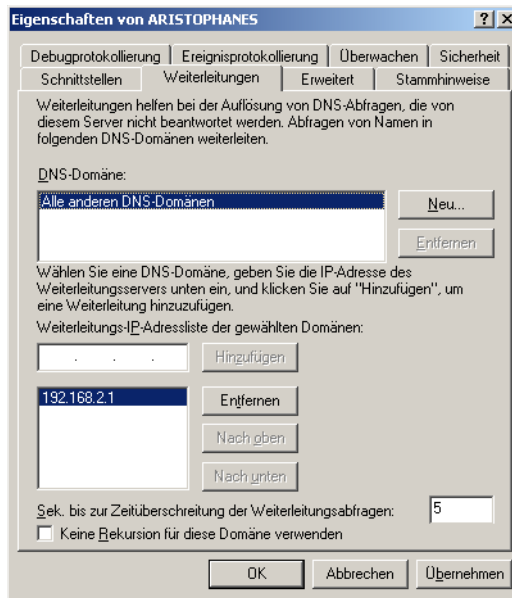 Eigenschaften von ARISTOPHANES
Debugprotokollierung Ereignisprotokollierung Überwachen Sicherheit
Schnittstellen Weiterleitungen Erweitert Stammhinweise
Weiterleitungen helfen bei der Auflösung von DNS-Abfragen, die von
diesem Server nicht beantwortet werden. Abfragen von Namen in
folgenden DNS-Domänen weiterleiten.
DNS-Domäne:
Alle anderen DNS-Domänen
Neu...
Entfernen
Wählen Sie eine DNS-Domäne, geben Sie die IP-Adresse des
Weiterleitungsservers unten ein, und klicken Sie auf "Hinzufügen", um
eine Weiterleitung hinzuzufügen.
Weiterleitungs-IP-Adressliste der gewählten Domänen:
. . . Hinzufügen
192.168.2.1
Entfernen
Nach oben
Nach unten
Sek. bis zur Zeitüberschreitung der Weiterleitungsabfragen: 5
Keine Rekursion für diese Domäne verwenden
OK Abbrechen Übernehmen